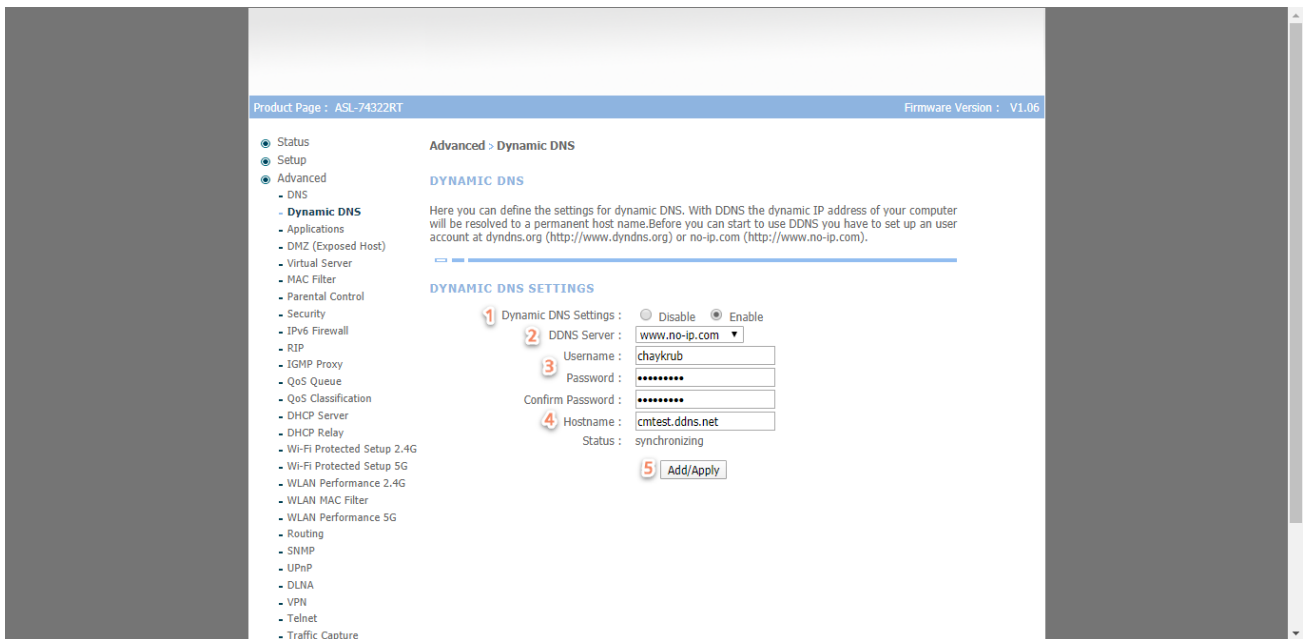 Product Page : ASL-74322RT
Firmware Version : V1.06
Status
Setup
Advanced
- DNS
- Dynamic DNS
- Applications
- DMZ (Exposed Host)
- Virtual Server
- MAC Filter
- Parental Control
- Security
- IPv6 Firewall
- RIP
- IGMP Proxy
- QoS Queue
- QoS Classification
- DHCP Server
- DHCP Relay
- Wi-Fi Protected Setup 2.4G
- Wi-Fi Protected Setup 5G
- WLAN Performance 2.4G
- WLAN MAC Filter
- WLAN Performance 5G
- Routing
- SNMP
- UPnP
- DLNA
- VPN
- Telnet
- Traffic Capture
Advanced > Dynamic DNS
DYNAMIC DNS
Here you can define the settings for dynamic DNS. With DDNS the dynamic IP address of your computer
will be resolved to a permanent host name.Before you can start to use DDNS you have to set up an user
account at dyndns.org (http://www.dyndns.org) or no-ip.com (http://www.no-ip.com).
DYNAMIC DNS SETTINGS
1 Dynamic DNS Settings : Disable Enable
2 DDNS Server : www.no-ip.com ▼
Username : chaykrub
3
Password : •••••••••
Confirm Password : •••••••••
4 Hostname : cmtest.ddns.net
Status : synchronizing
5 Add/Apply